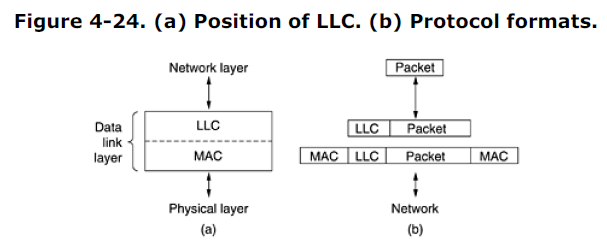 Figure 4-24. (a) Position of LLC. (b) Protocol formats.
Network layer
Data
link
layer
LLC
MAC
Physical layer
(a)
Packet
LLC Packet
MAC LLC Packet MAC
Network
(b)